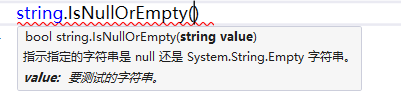 string.IsNullOrEmpty()
bool string.IsNullOrEmpty(string value)
指示指定的字符串是 null 还是 System.String.Empty 字符串。
value: 要测试的字符串。